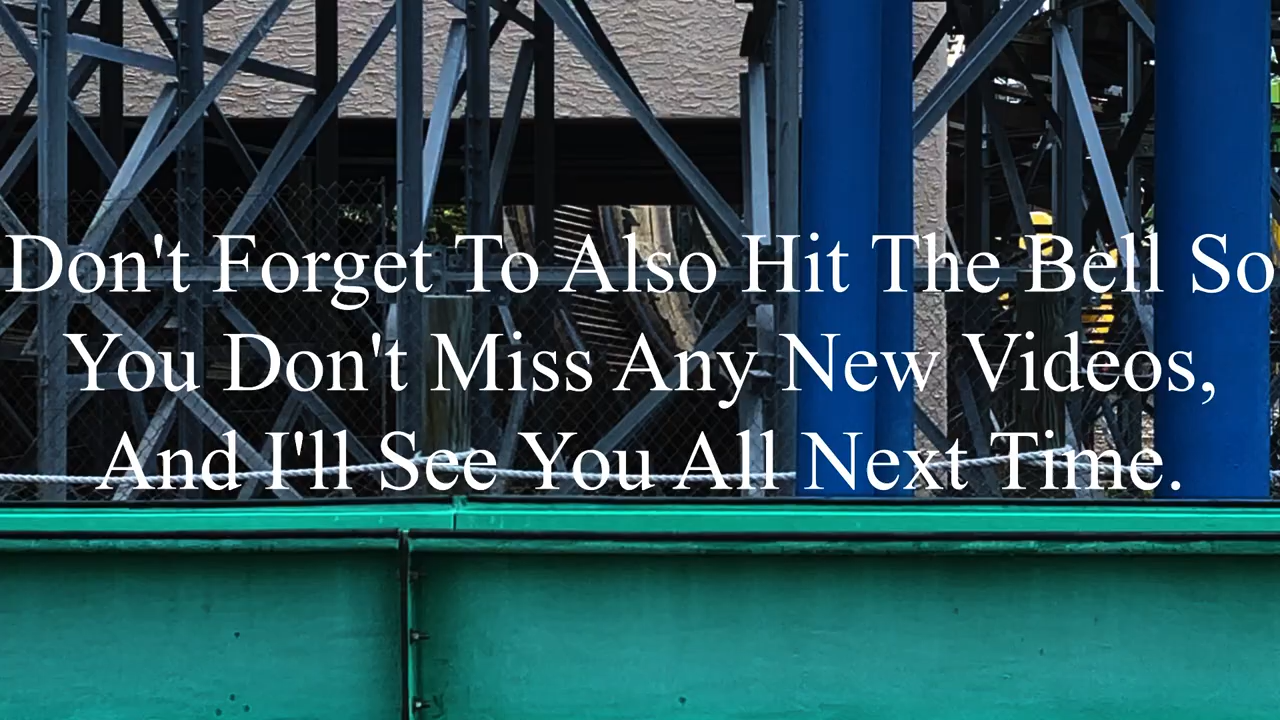 Don't Forget To Also Hit The Bell So
You Don't Miss Any New Videos,
And I'll See You All Next Time.